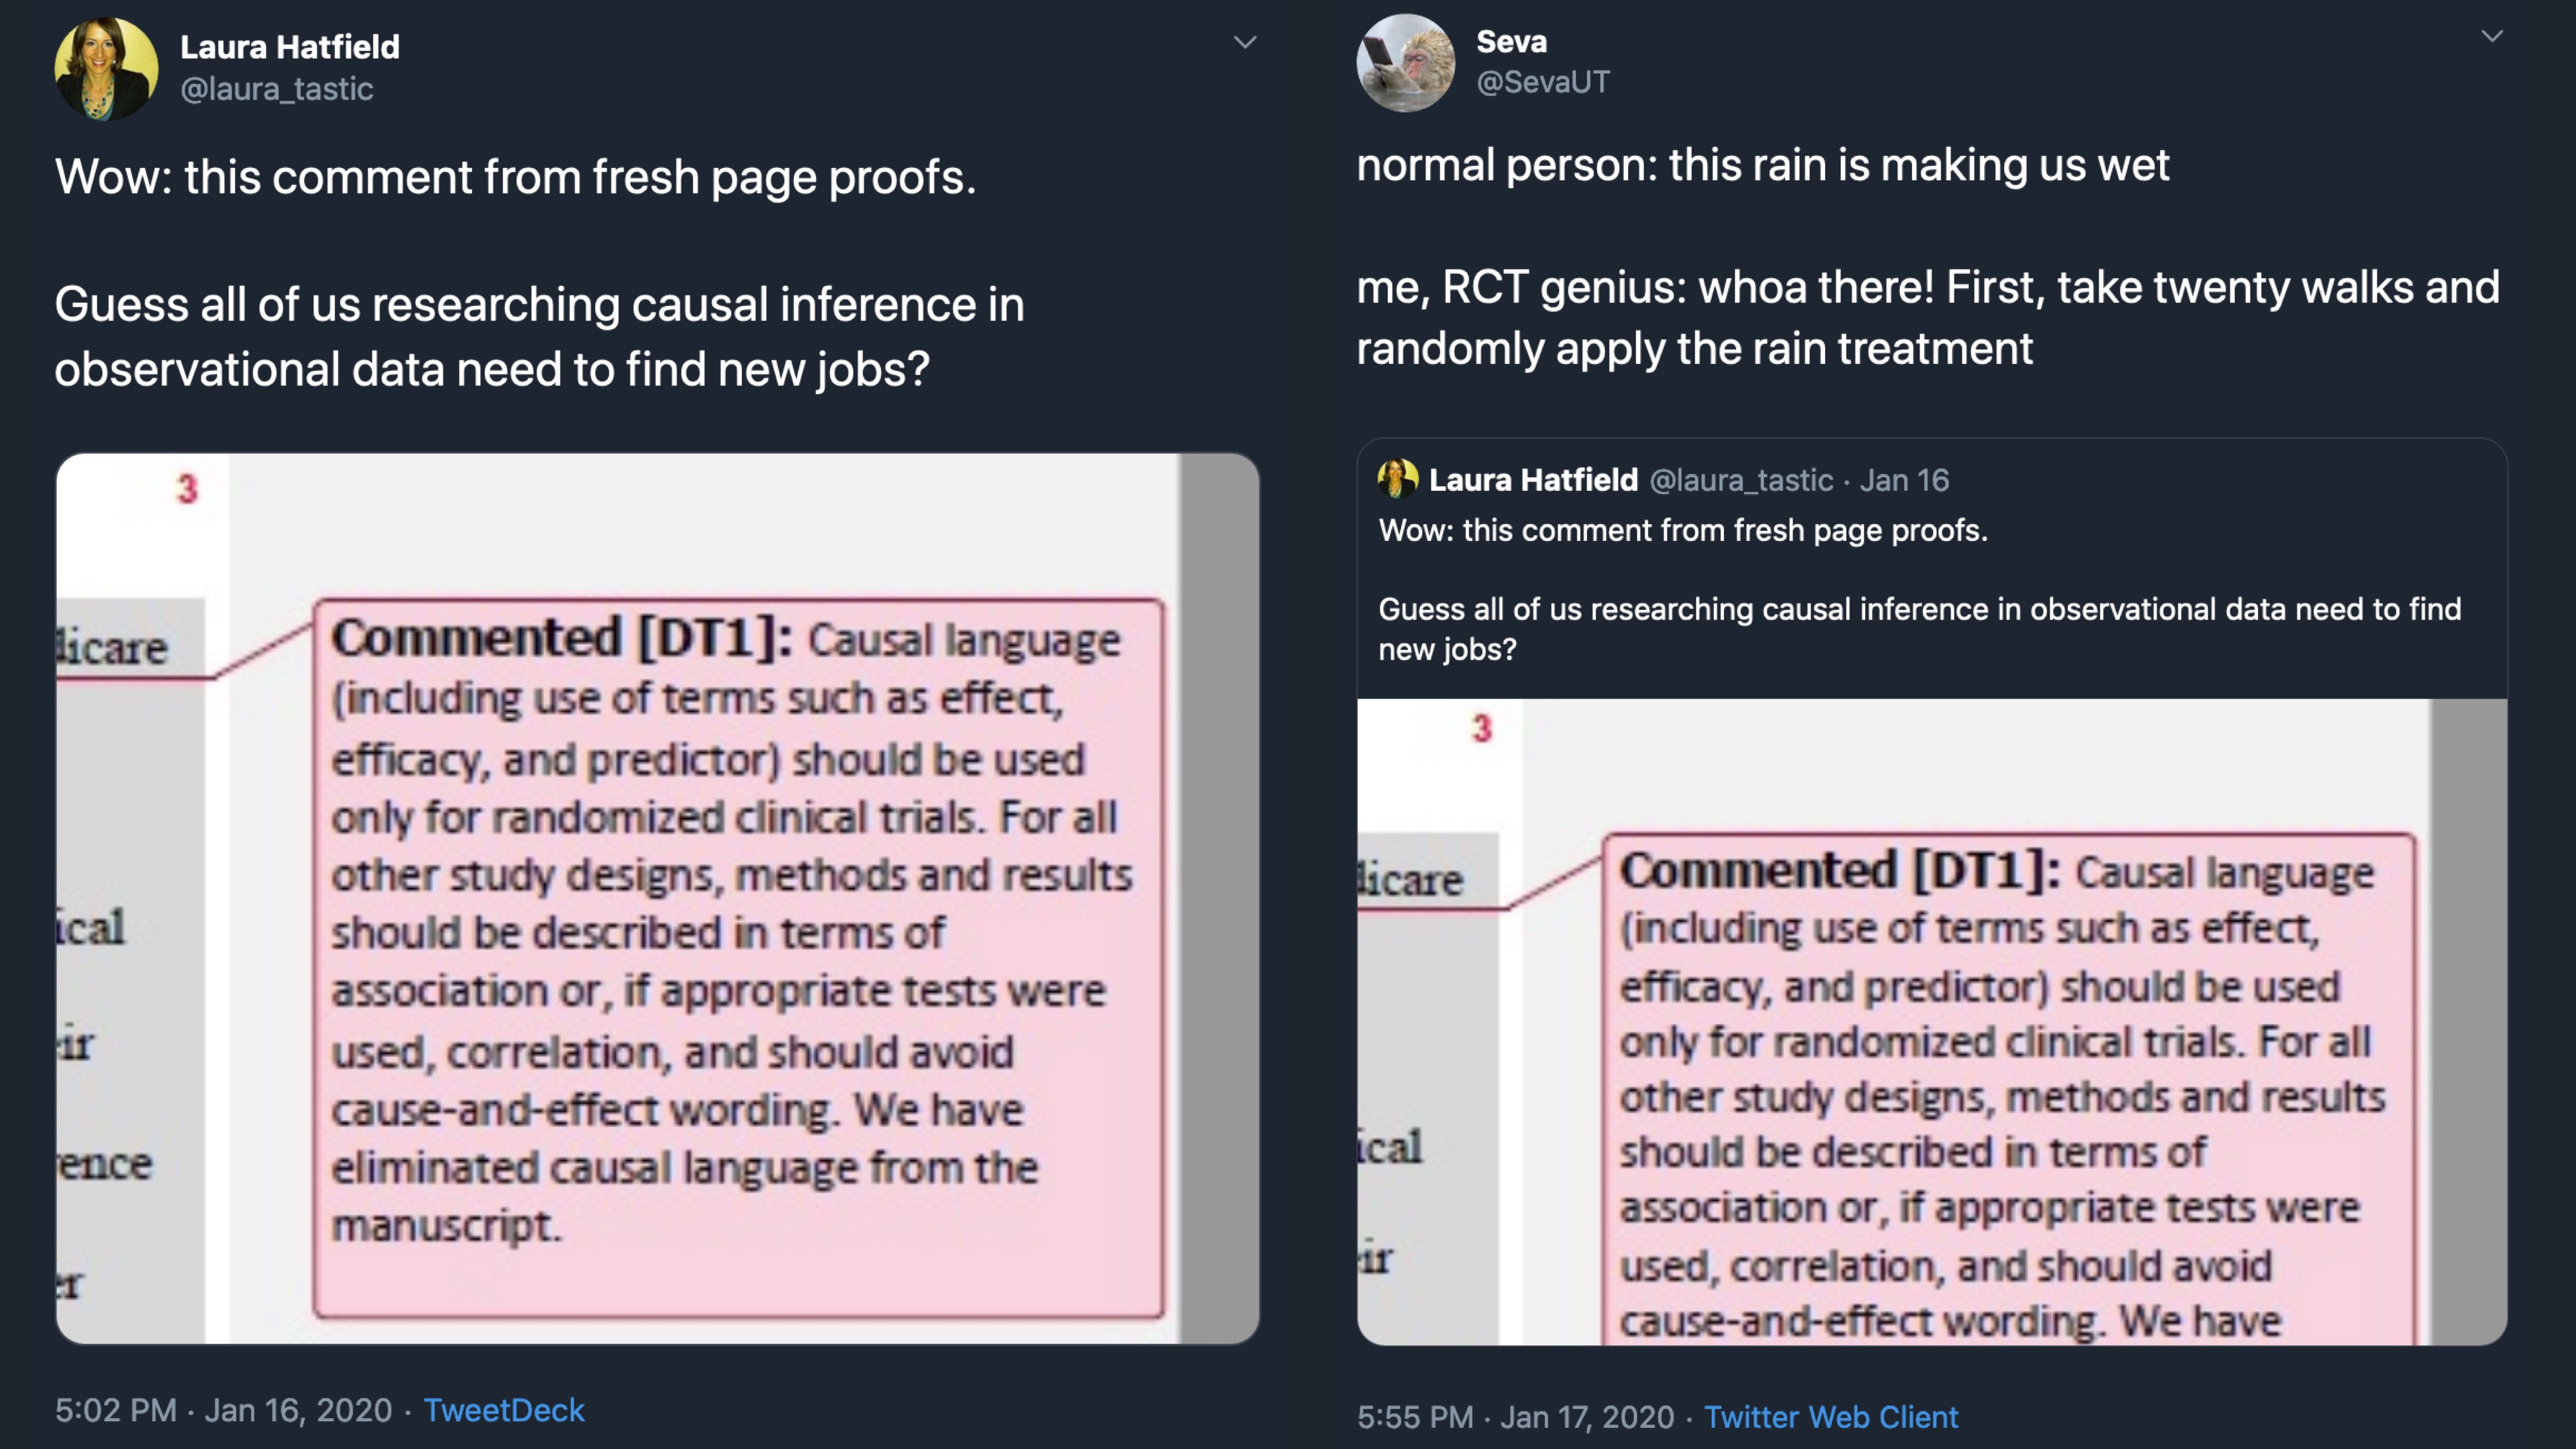 Laura Hatfield
@laura_tastic
Wow: this comment from fresh page proofs.
Guess all of us researching causal inference in
observational data need to find new jobs?
3
dicare
ical
eir
rence
er
Commented [DT1]: Causal language
(including use of terms such as effect,
efficacy, and predictor) should be used
only for randomized clinical trials. For all
other study designs, methods and results
should be described in terms of
association or, if appropriate tests were
used, correlation, and should avoid
cause-and-effect wording. We have
eliminated causal language from the
manuscript.
5:02 PM · Jan 16, 2020 · TweetDeck
Seva
@SevaUT
normal person: this rain is making us wet
me, RCT genius: whoa there! First, take twenty walks and
randomly apply the rain treatment
Laura Hatfield @laura_tastic · Jan 16
Wow: this comment from fresh page proofs.
Guess all of us researching causal inference in observational data need to find
new jobs?
3
dicare
ical
eir
Commented [DT1]: Causal language
(including use of terms such as effect,
efficacy, and predictor) should be used
only for randomized clinical trials. For all
other study designs, methods and results
should be described in terms of
association or, if appropriate tests were
used, correlation, and should avoid
cause-and-effect wording. We have
5:55 PM · Jan 17, 2020 · Twitter Web Client